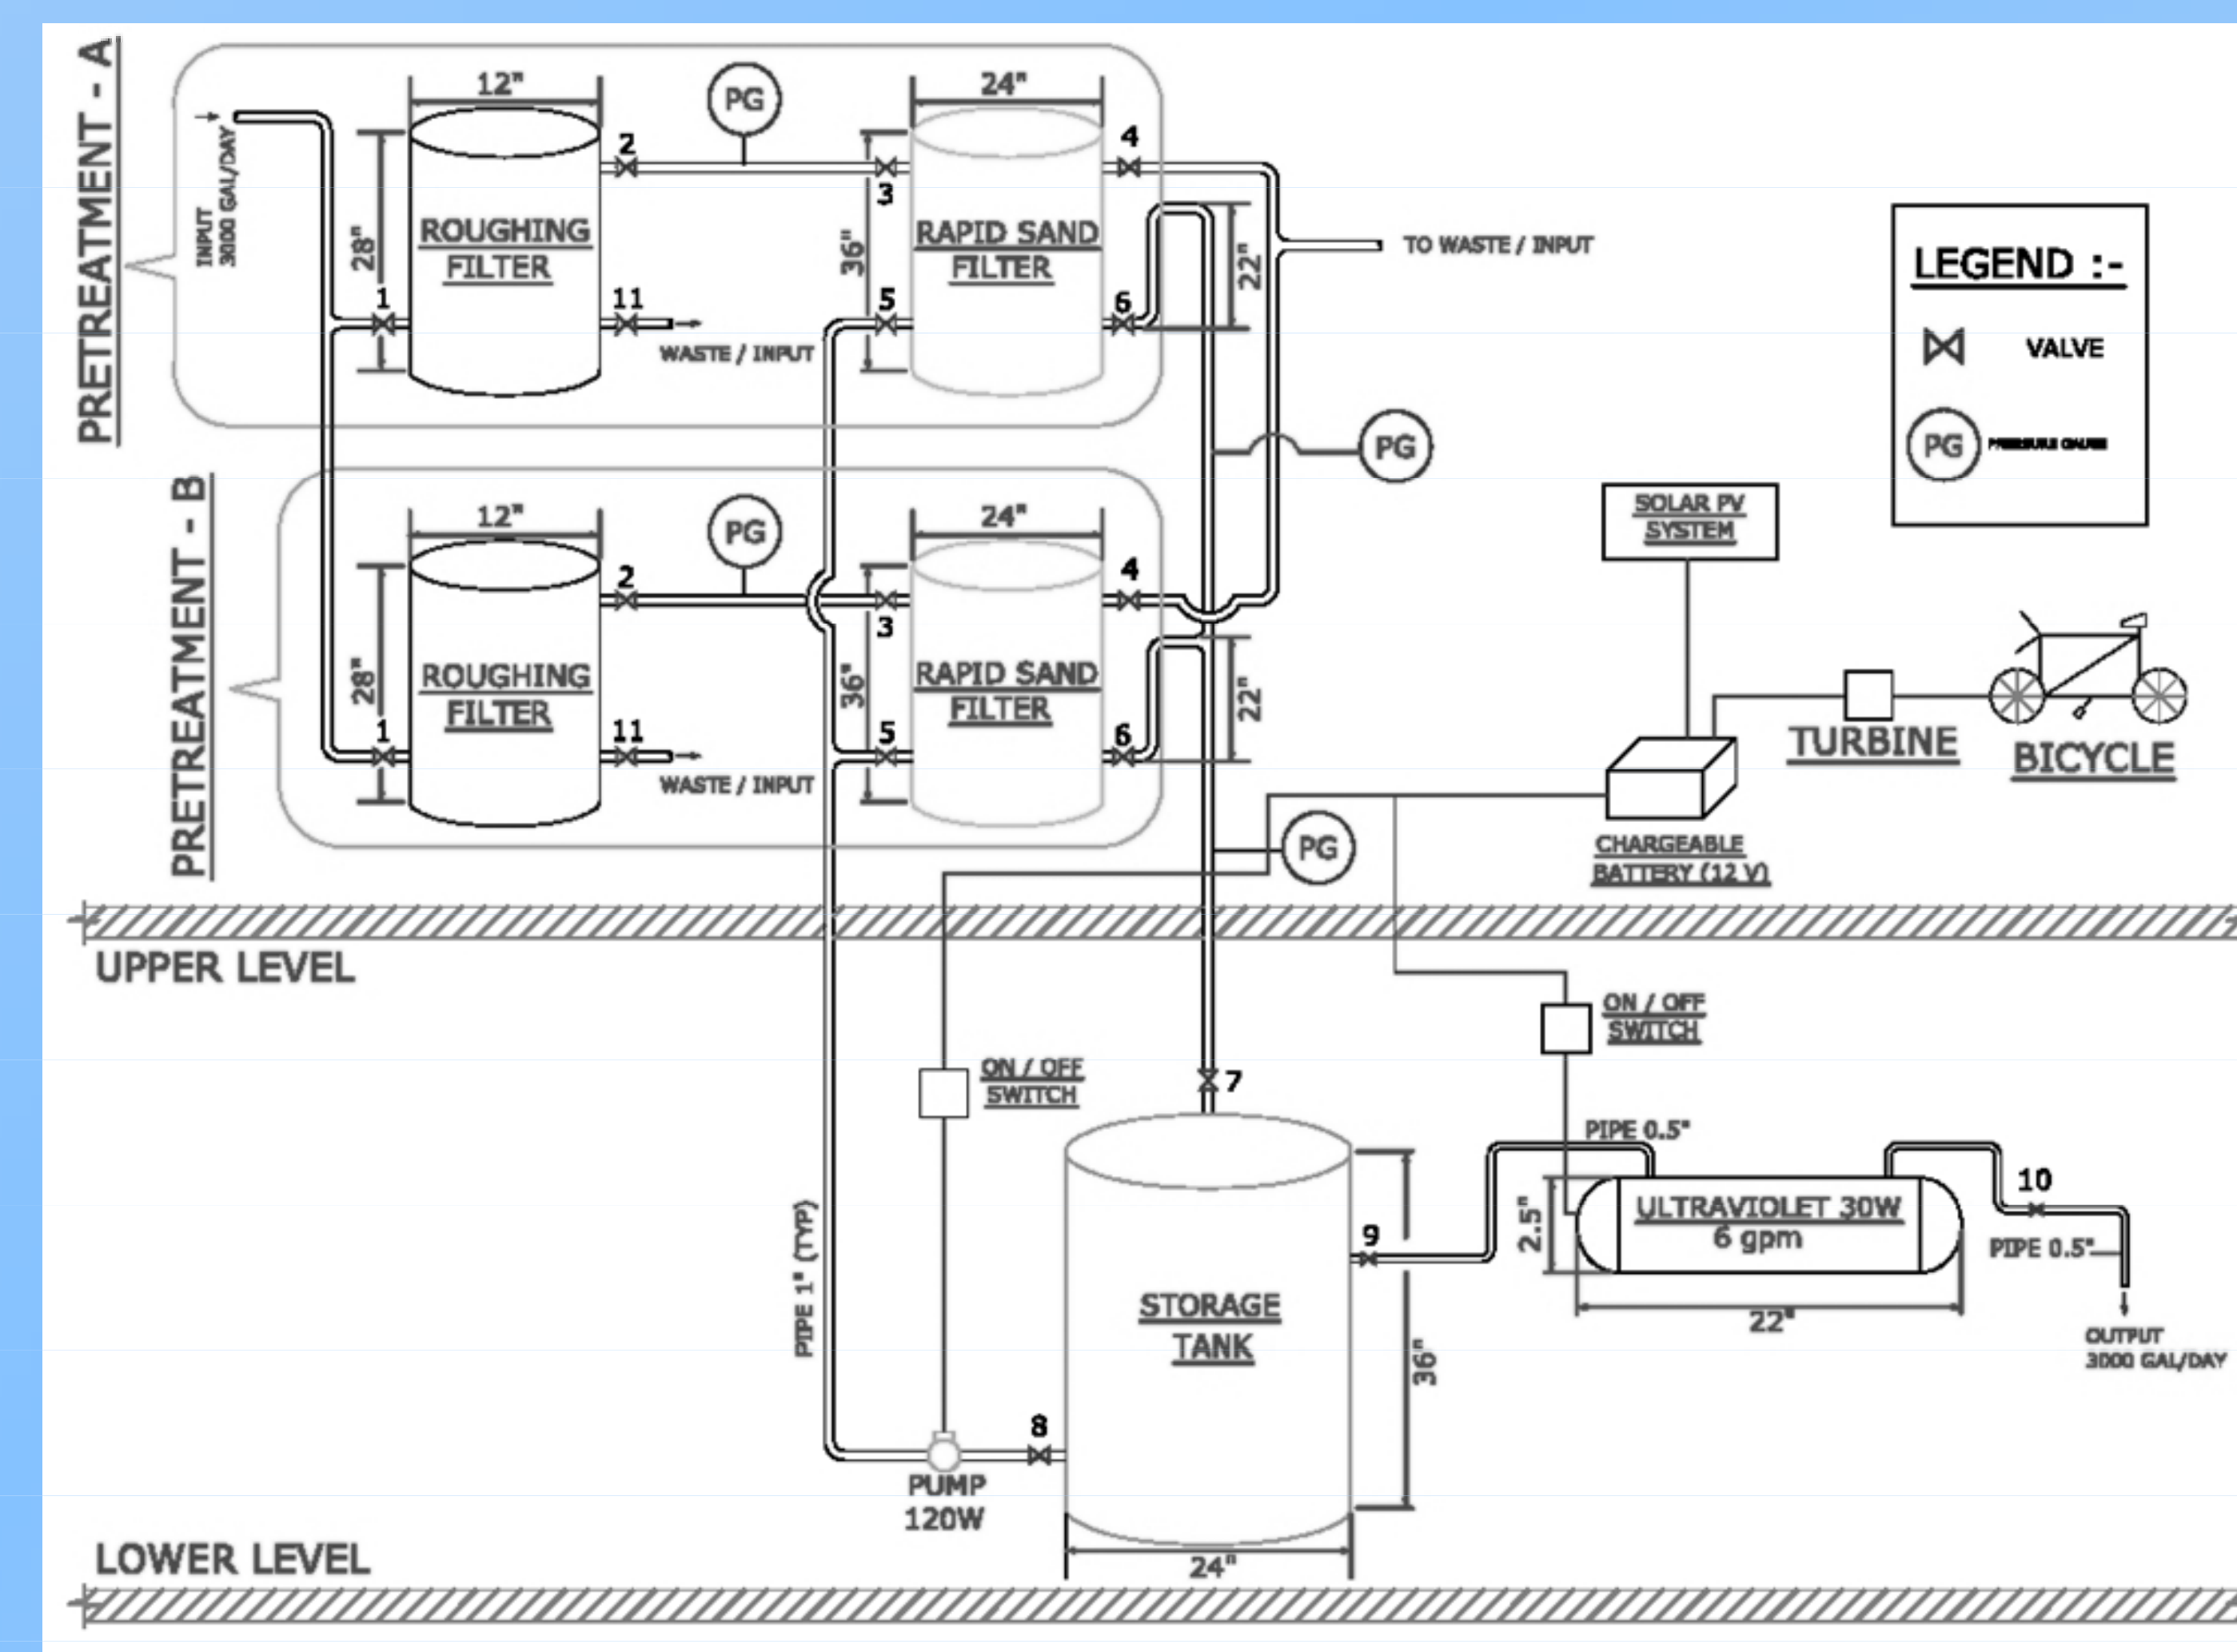 PRETREATMENT - A
INPUT
3000 GAL/DAY
12"
28"
ROUGHING
FILTER
1
2
11
WASTE / INPUT
PG
24"
36"
RAPID SAND
FILTER
3
4
5
6
22"
TO WASTE / INPUT
PG
LEGEND :-
VALVE
PG
PRESSURE GAUGE
PRETREATMENT - B
12"
28"
ROUGHING
FILTER
1
2
11
WASTE / INPUT
PG
24"
36"
RAPID SAND
FILTER
3
4
5
6
22"
PG
SOLAR PV
SYSTEM
TURBINE
BICYCLE
CHARGEABLE
BATTERY (12 V)
UPPER LEVEL
ON / OFF
SWITCH
ON / OFF
SWITCH
7
PIPE 1" (TYP)
PUMP
120W
8
STORAGE
TANK
24"
36"
9
PIPE 0.5"
2.5"
ULTRAVIOLET 30W
6 gpm
22"
10
PIPE 0.5"
OUTPUT
3000 GAL/DAY
LOWER LEVEL